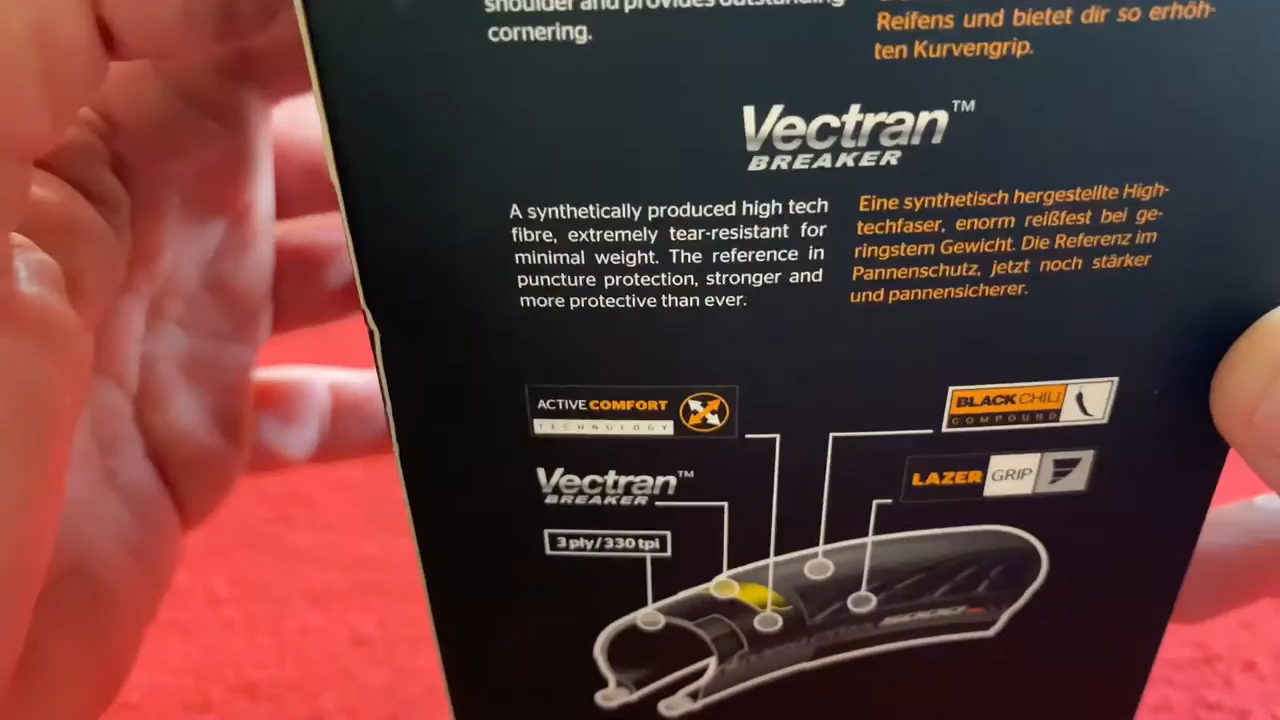 shoulder and provides outstanding
cornering.
Reifens und bietet dir so erhöh-
ten Kurvengrip.
Vectran™
BREAKER
A synthetically produced high tech
fibre, extremely tear-resistant for
minimal weight. The reference in
puncture protection, stronger and
more protective than ever.
Eine synthetisch hergestellte High-
techfaser, enorm reißfest bei ge-
ringstem Gewicht. Die Referenz im
Pannenschutz, jetzt noch stärker
und pannensicherer.
ACTIVE COMFORT
TECHNOLOGY
BLACK CHILI
COMPOUND
Vectran™
BREAKER
LAZER GRIP
3 ply/330 tpi
5000